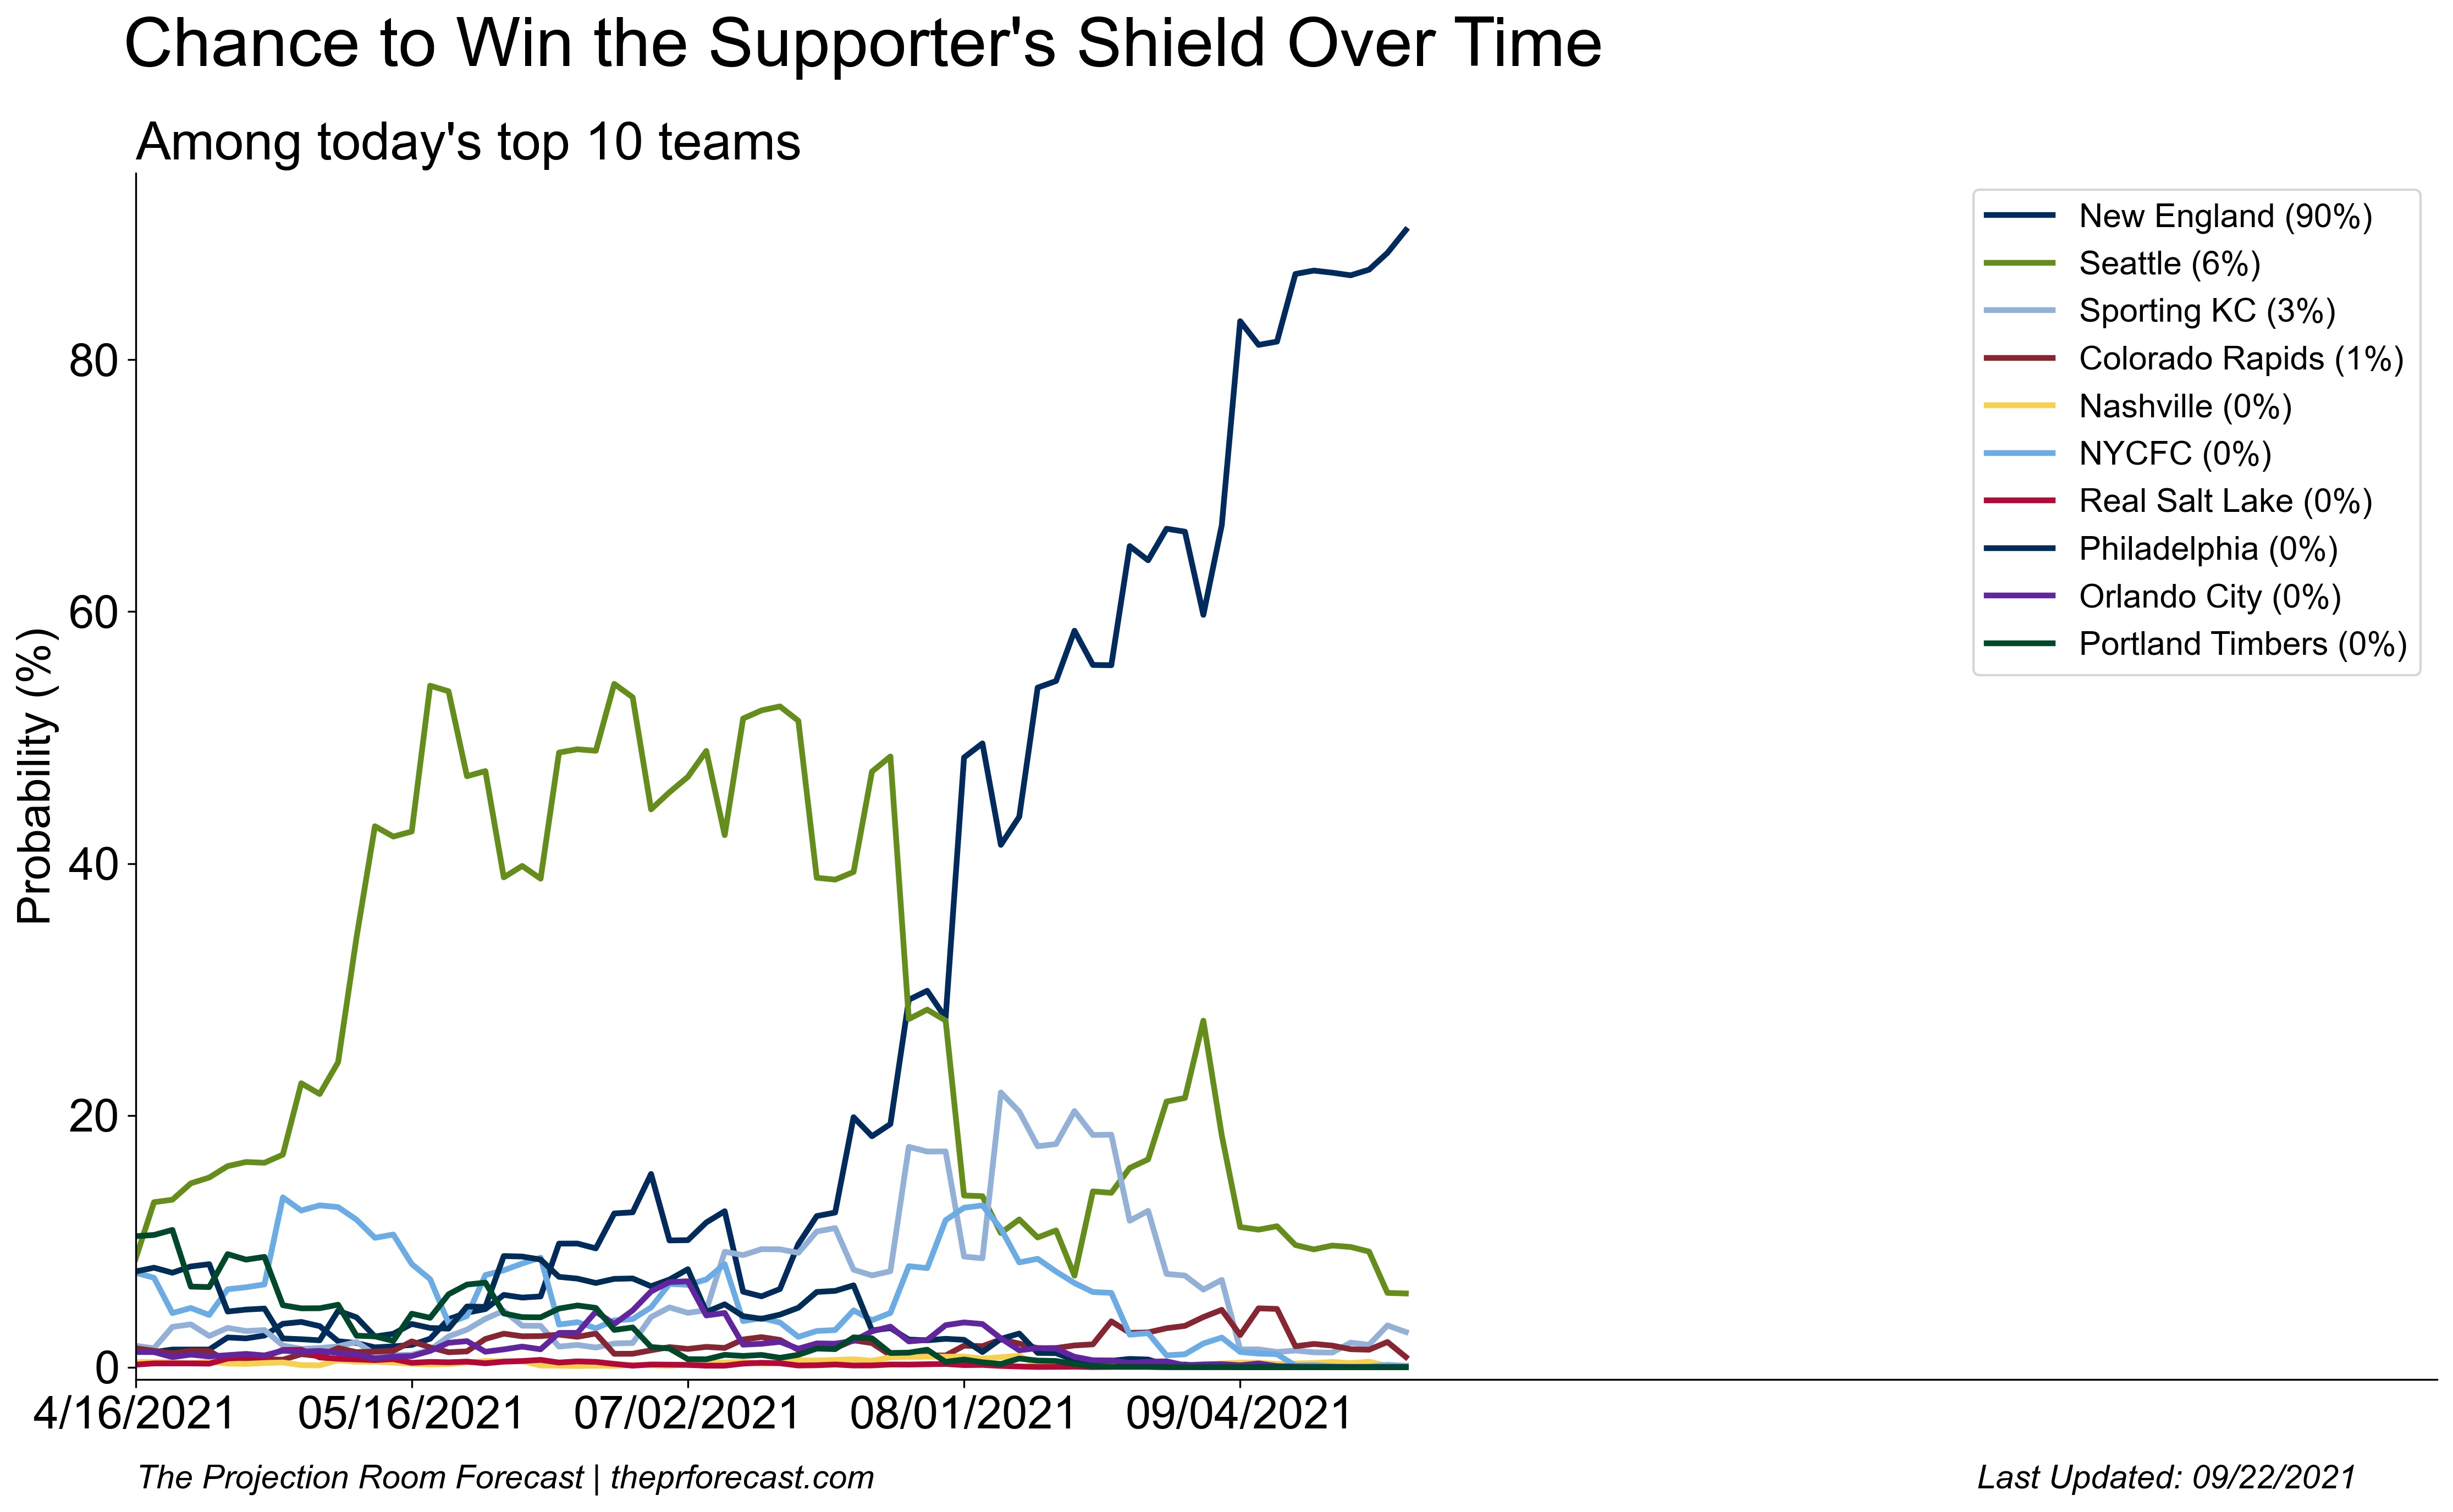 Chance to Win the Supporter's Shield Over Time
Among today's top 10 teams
New England (90%)
Seattle (6%)
Sporting KC (3%)
Colorado Rapids (1%)
Nashville (0%)
NYCFC (0%)
Real Salt Lake (0%)
Philadelphia (0%)
Orlando City (0%)
Portland Timbers (0%)
Probability (%)
80
60
40
20
0
4/16/2021 05/16/2021 07/02/2021 08/01/2021 09/04/2021
The Projection Room Forecast | theprforecast.com
Last Updated: 09/22/2021